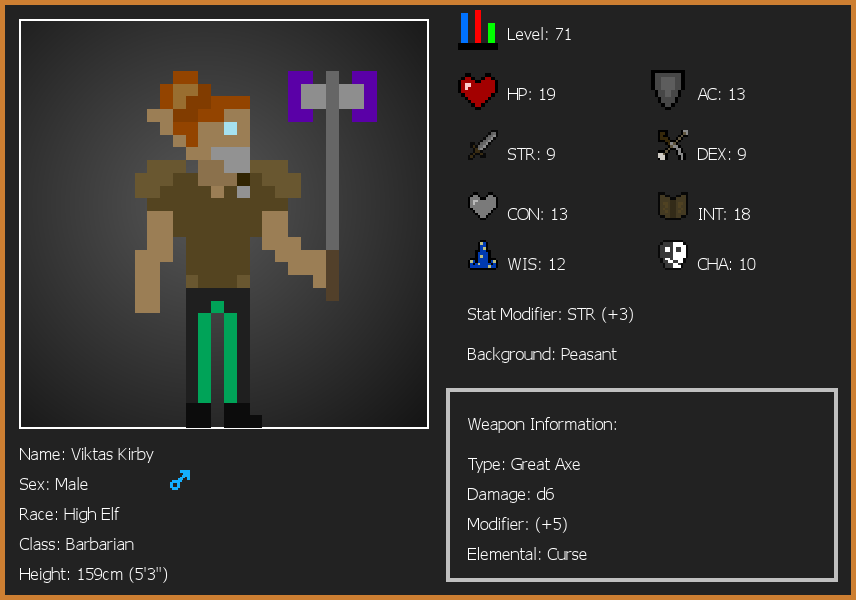 Level: 71
HP: 19
AC: 13
STR: 9
DEX: 9
CON: 13
INT: 18
WIS: 12
CHA: 10
Stat Modifier: STR (+3)
Background: Peasant
Weapon Information:
Type: Great Axe
Damage: d6
Modifier: (+5)
Elemental: Curse
Name: Viktas Kirby
Sex: Male
Race: High Elf
Class: Barbarian
Height: 159cm (5'3")